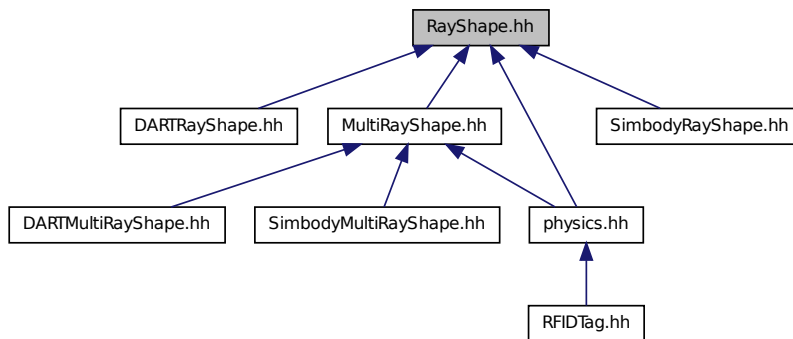 RayShape.hh
DARTRayShape.hh
MultiRayShape.hh
SimbodyRayShape.hh
DARTMultiRayShape.hh
SimbodyMultiRayShape.hh
physics.hh
RFIDTag.hh